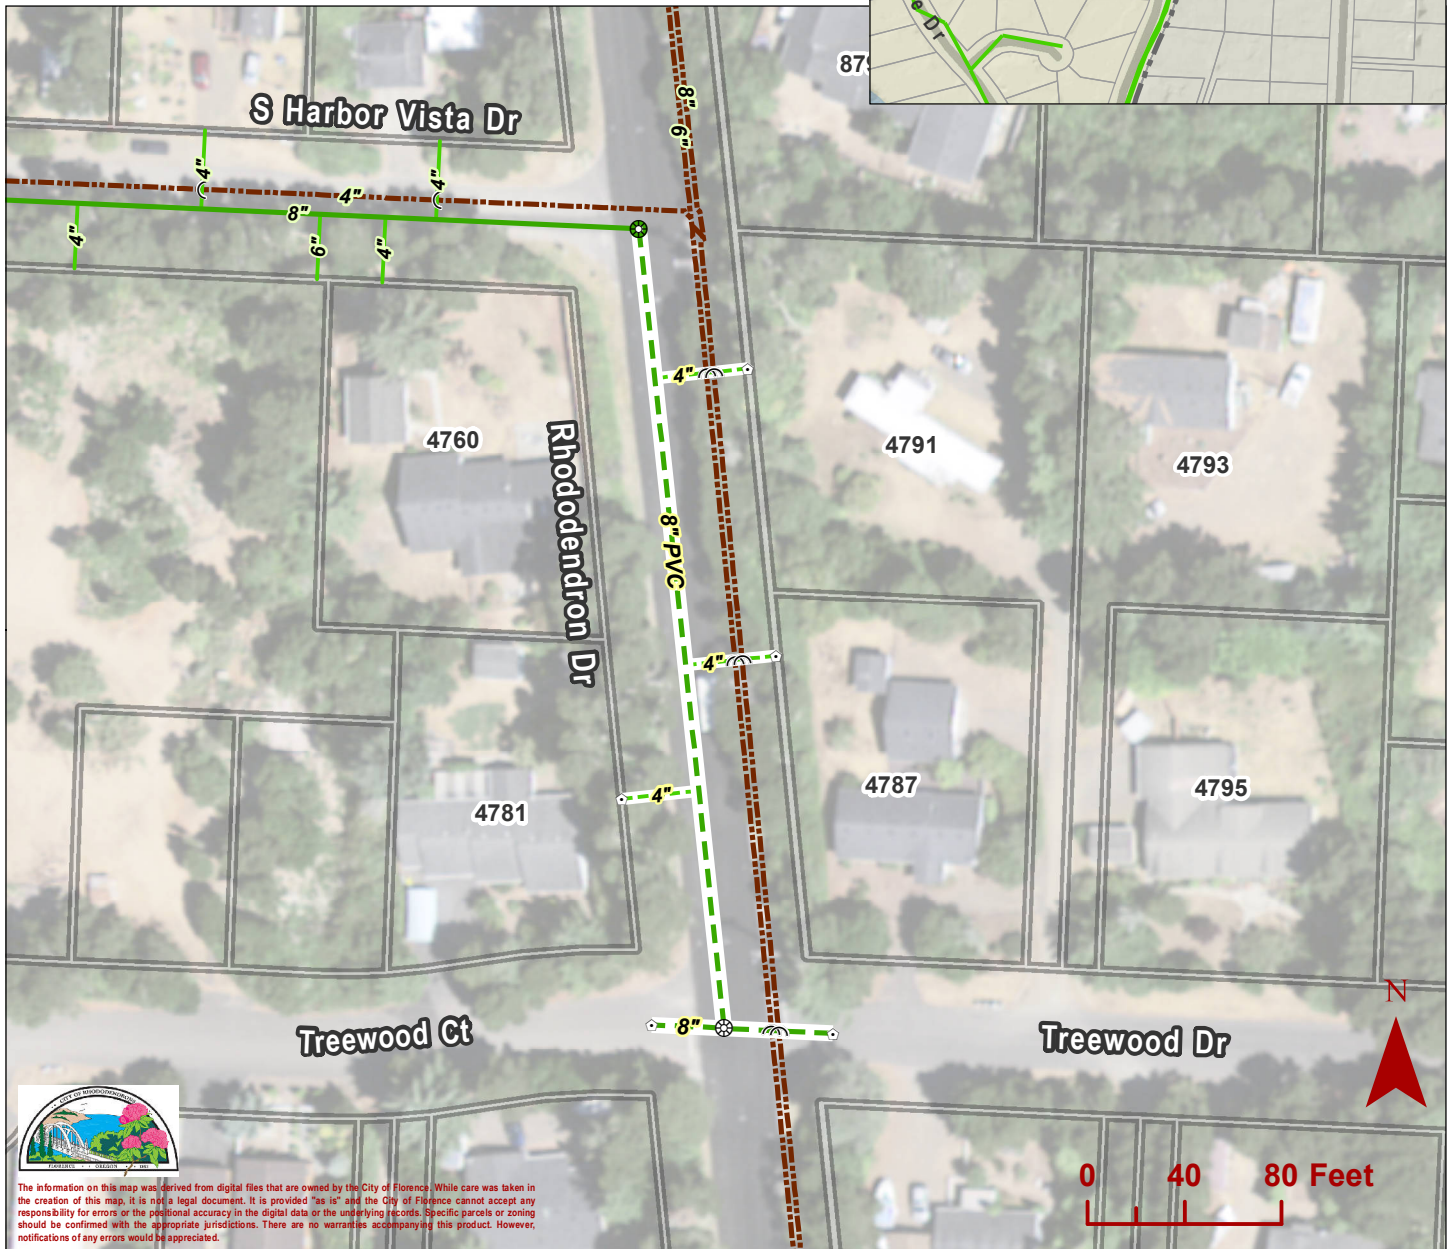 e Dr
879
S Harbor Vista Dr
8"
6"
4"
4"
4"
8"
4"
6"
4"
4"
4760
4791
4793
Rhododendron Dr
8" PVC
4"
4"
4781
4787
4795
8"
Treewood Ct
Treewood Dr
N
CITY OF RHODODENDRONS
FLORENCE OREGON
0 40 80 Feet
The information on this map was derived from digital files that are owned by the City of Florence. While care was taken in
the creation of this map, it is not a legal document. It is provided "as is" and the City of Florence cannot accept any
responsibility for errors or the positional accuracy in the digital data or the underlying records. Specific parcels or zoning
should be confirmed with the appropriate jurisdictions. There are no warranties accompanying this product. However,
notifications of any errors would be appreciated.